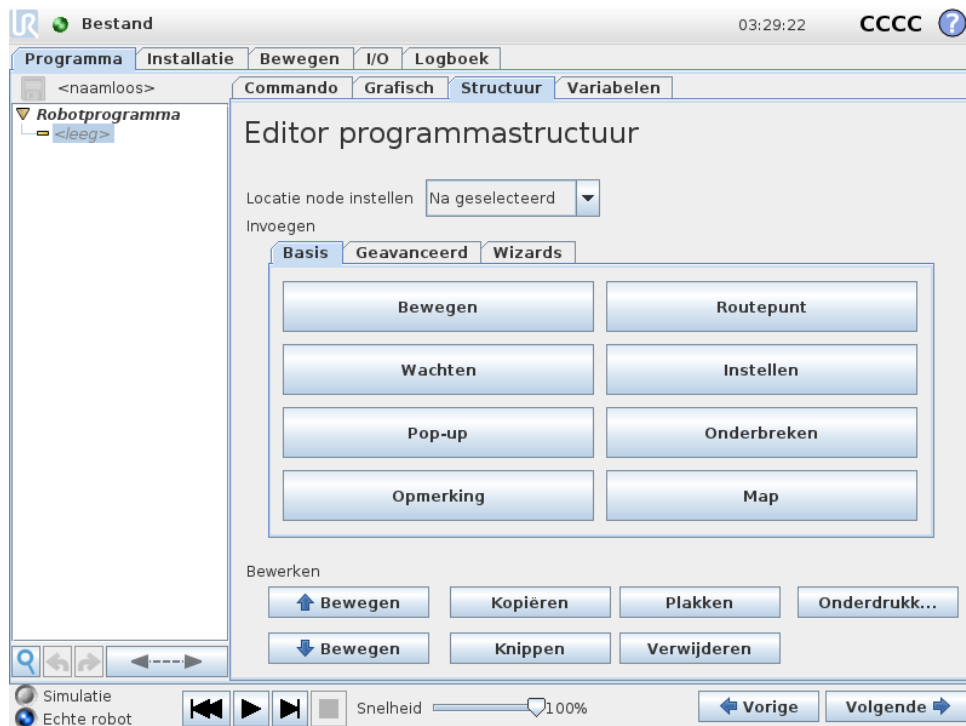 UR Bestand 03:29:22 CCCC ?
Programma Installatie Bewegen I/O Logboek
<naamloos>
Commando Grafisch Structuur Variabelen
Robotprogramma
<leeg>
Editor programmastructuur
Locatie node instellen Na geselecteerd
Invoegen
Basis Geavanceerd Wizards
Bewegen Routepunt
Wachten Instellen
Pop-up Onderbreken
Opmerking Map
Bewerken
Bewegen Kopiëren Plakken Onderdrukk...
Bewegen Knippen Verwijderen
Simulatie
Echte robot
Snelheid 100%
Vorige Volgende